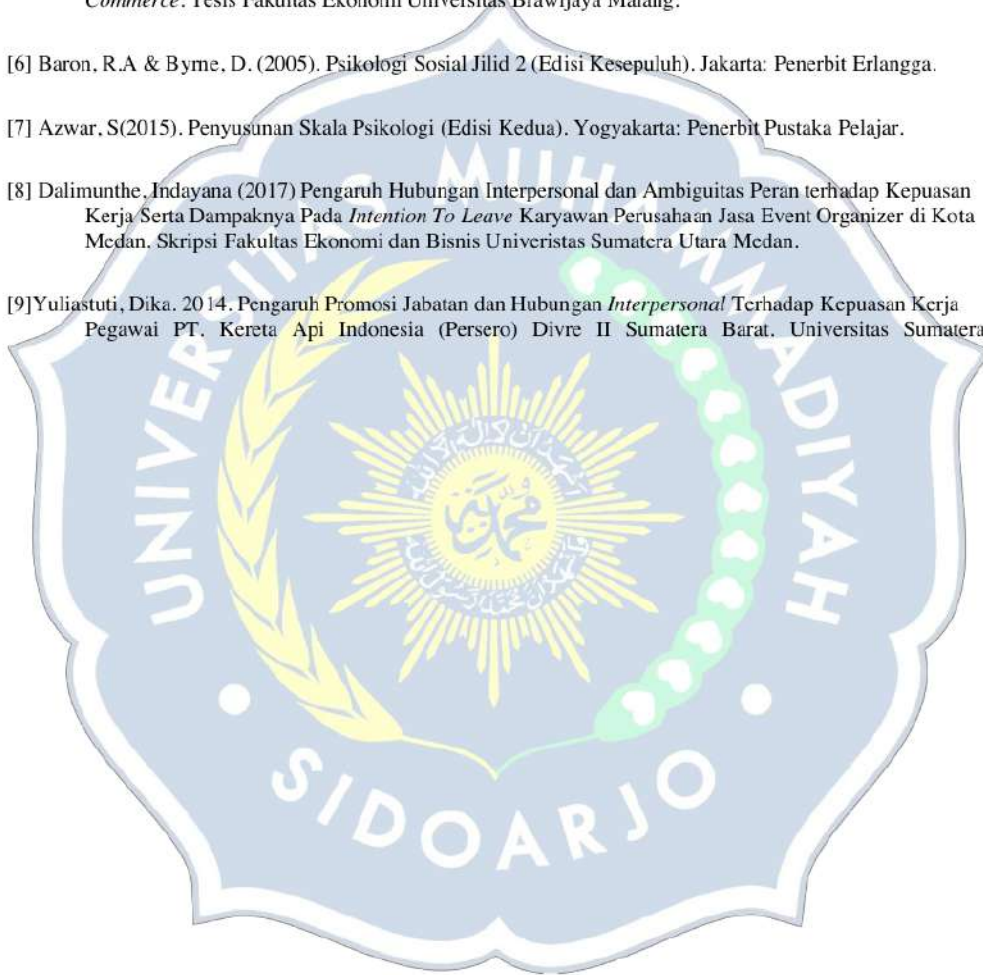 Commerce. Tesis Fakultas Ekonomi Universitas Brawijaya Malang.
[6] Baron, R.A & Byrne, D. (2005). Psikologi Sosial Jilid 2 (Edisi Kesepuluh). Jakarta: Penerbit Erlangga.
[7] Azwar, S(2015). Penyusunan Skala Psikologi (Edisi Kedua). Yogyakarta: Penerbit Pustaka Pelajar.
[8] Dalimunthe, Indayana (2017) Pengaruh Hubungan Interpersonal dan Ambiguitas Peran terhadap Kepuasan
Kerja Serta Dampaknya Pada Intention To Leave Karyawan Perusahaan Jasa Event Organizer di Kota
Medan. Skripsi Fakultas Ekonomi dan Bisnis Univeristas Sumatera Utara Medan.
[9]Yuliastuti, Dika. 2014. Pengaruh Promosi Jabatan dan Hubungan Interpersonal Terhadap Kepuasan Kerja
Pegawai PT. Kereta Api Indonesia (Persero) Divre II Sumatera Barat. Universitas Sumatera
UNIVERSITAS MUHAMMADIYAH
محمدية
SIDOARJO